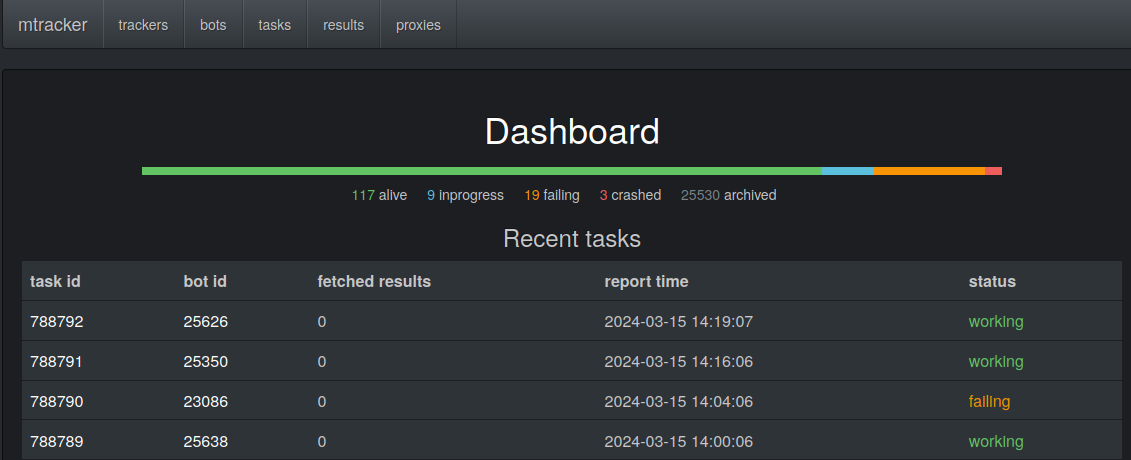 mtracker trackers bots tasks results proxies
Dashboard
117 alive 9 inprogress 19 failing 3 crashed 25530 archived
Recent tasks
task id bot id fetched results report time status
788792 25626 0 2024-03-15 14:19:07 working
788791 25350 0 2024-03-15 14:16:06 working
788790 23086 0 2024-03-15 14:04:06 failing
788789 25638 0 2024-03-15 14:00:06 working